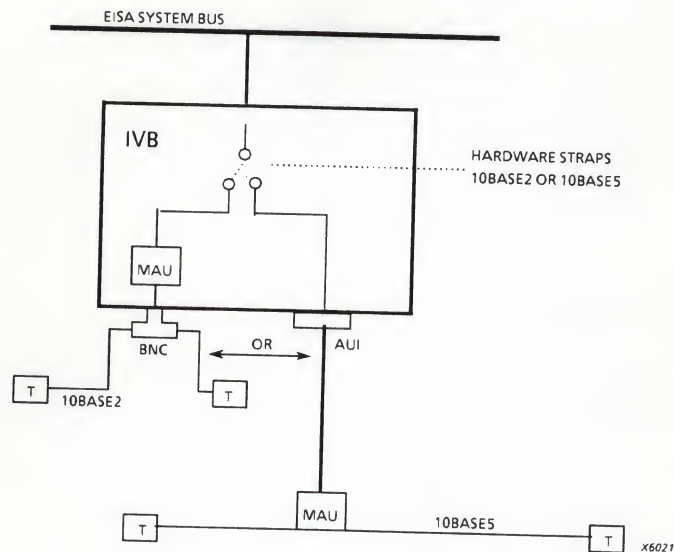 EISA SYSTEM BUS
IVB
HARDWARE STRAPS
10BASE2 OR 10BASE5
MAU
BNC
OR
AUI
T
10BASE2
T
MAU
10BASE5
T
T
X6021